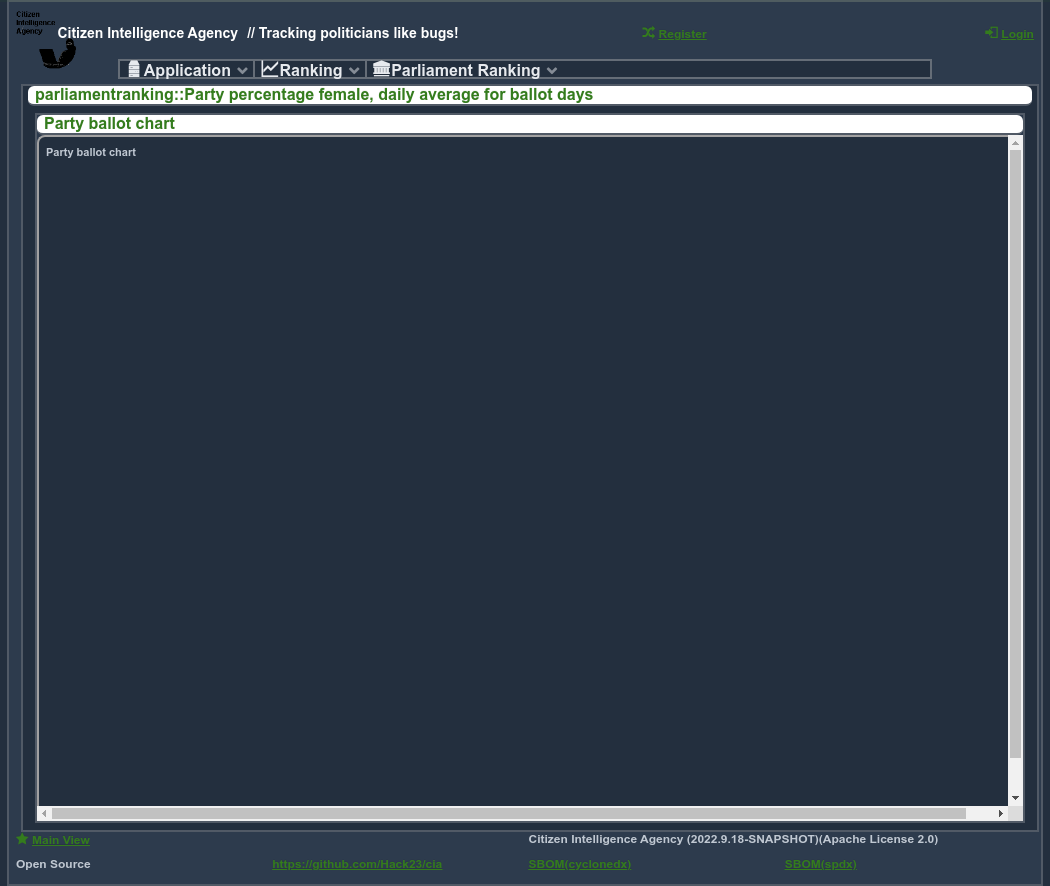 Citizen
Intelligence
Agency
Citizen Intelligence Agency // Tracking politicians like bugs!
Register
Login
Application
Ranking
Parliament Ranking
parliamentranking::Party percentage female, daily average for ballot days
Party ballot chart
Party ballot chart
Main View
Citizen Intelligence Agency (2022.9.18-SNAPSHOT)(Apache License 2.0)
Open Source
https://github.com/Hack23/cia
SBOM(cyclonedx)
SBOM(spdx)